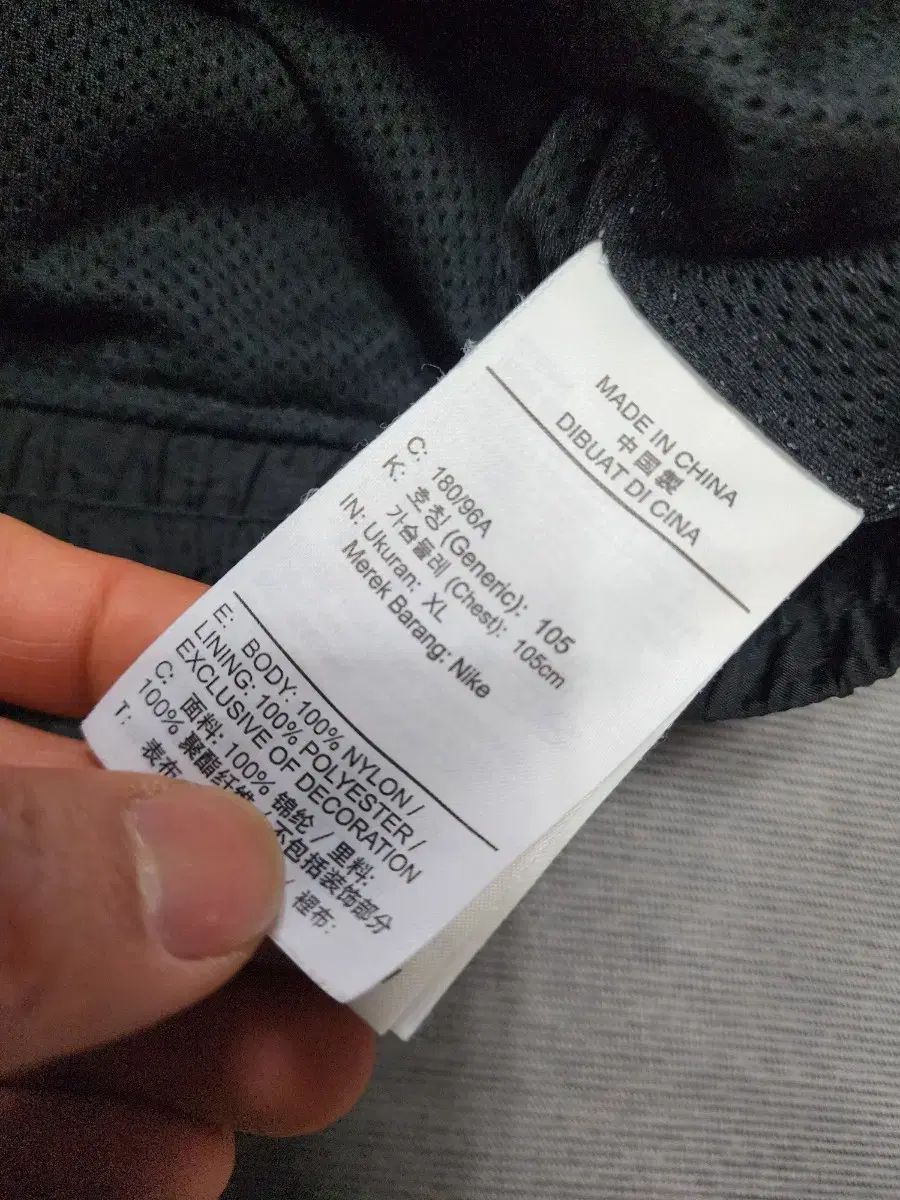 MADE IN CHINA
中國製
DIBUAT DI CINA
C: 180/96A
K: 호칭 (Generic): 105
가슴둘레 (Chest): 105cm
IN: Ukuran: XL
Merek Barang: Nike
E: BODY: 100% NYLON /
LINING: 100% POLYESTER /
EXCLUSIVE OF DECORATION
C: 面料: 100% 锦纶 / 里料:
100% 聚酯纤维 / 不包括装饰部分
T: 表布 / 裡布: